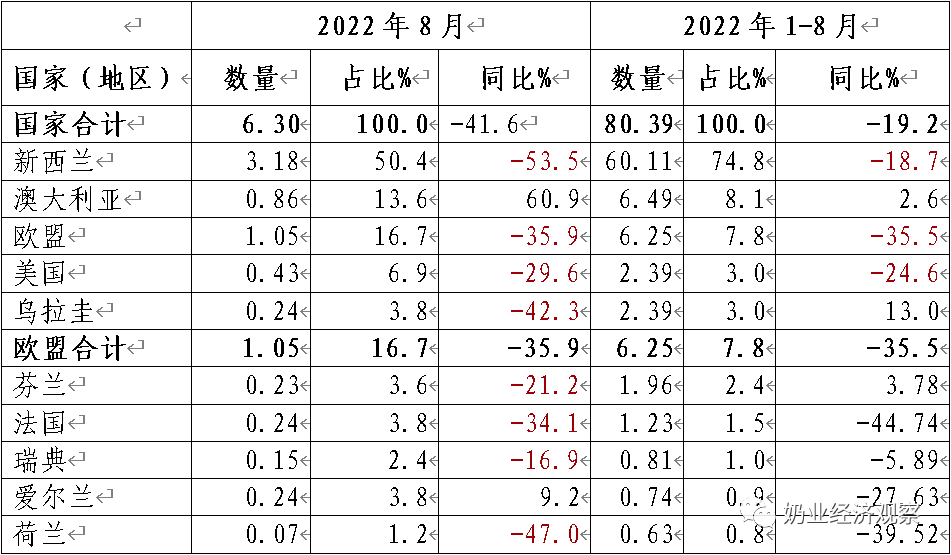 2022年8月 2022年1-8月
国家（地区） 数量 占比% 同比% 数量 占比% 同比%
国家合计 6.30 100.0 -41.6 80.39 100.0 -19.2
新西兰 3.18 50.4 -53.5 60.11 74.8 -18.7
澳大利亚 0.86 13.6 60.9 6.49 8.1 2.6
欧盟 1.05 16.7 -35.9 6.25 7.8 -35.5
美国 0.43 6.9 -29.6 2.39 3.0 -24.6
乌拉圭 0.24 3.8 -42.3 2.39 3.0 13.0
欧盟合计 1.05 16.7 -35.9 6.25 7.8 -35.5
芬兰 0.23 3.6 -21.2 1.96 2.4 3.78
法国 0.24 3.8 -34.1 1.23 1.5 -44.74
瑞典 0.15 2.4 -16.9 0.81 1.0 -5.89
爱尔兰 0.24 3.8 9.2 0.74 0.9 -27.63
荷兰 0.07 1.2 -47.0 0.63 0.8 -39.52
奶业经济观察